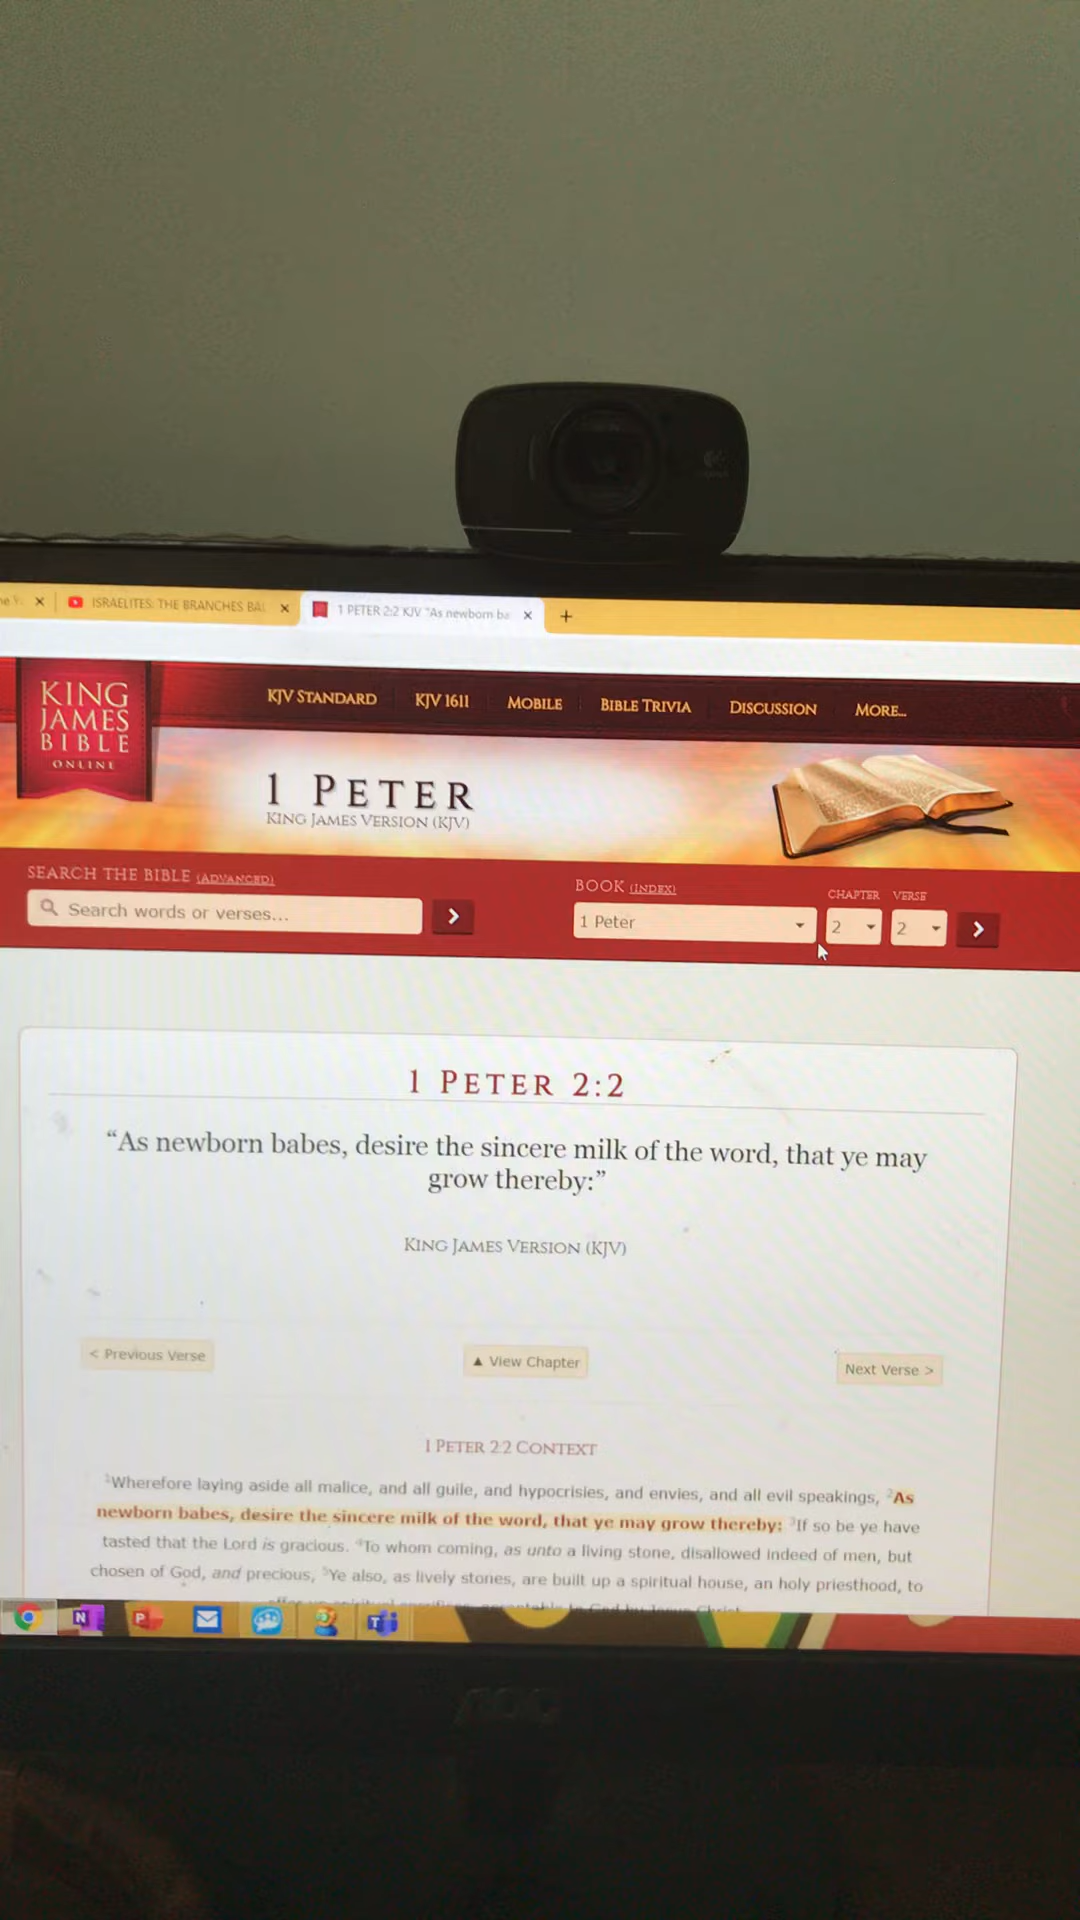 ISRAELITES: THE BRANCHES BAL
1 PETER 2:2 KJV "As newborn ba
KING
JAMES
BIBLE
ONLINE
KJV STANDARD KJV 1611 MOBILE BIBLE TRIVIA DISCUSSION MORE...
1 PETER
KING JAMES VERSION (KJV)
SEARCH THE BIBLE (ADVANCED)
Search words or verses...
BOOK (INDEX) CHAPTER VERSE
1 Peter 2 2
1 PETER 2:2
“As newborn babes, desire the sincere milk of the word, that ye may
grow thereby:”
KING JAMES VERSION (KJV)
< Previous Verse ▲ View Chapter Next Verse >
1 PETER 2:2 CONTEXT
1Wherefore laying aside all malice, and all guile, and hypocrisies, and envies, and all evil speakings, 2As
newborn babes, desire the sincere milk of the word, that ye may grow thereby: 3If so be ye have
tasted that the Lord is gracious. 4To whom coming, as unto a living stone, disallowed indeed of men, but
chosen of God, and precious, 5Ye also, as lively stones, are built up a spiritual house, an holy priesthood, to
AOC